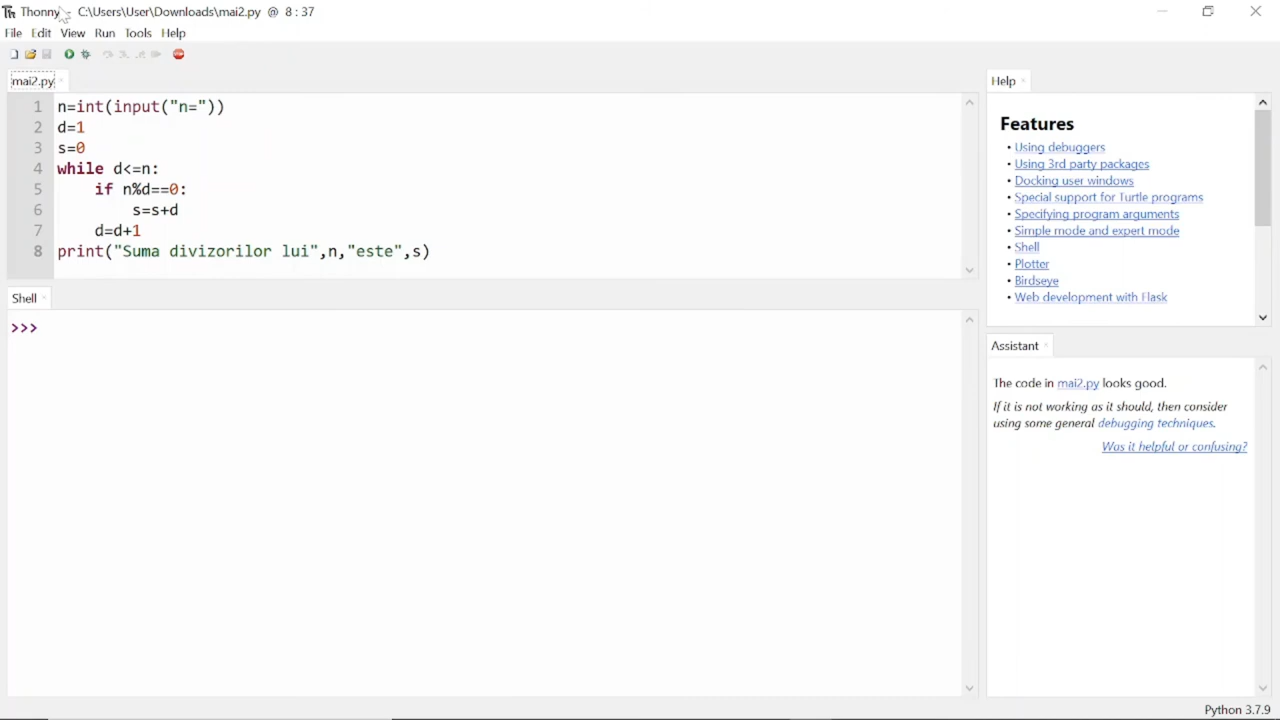 Thonny - C:\Users\User\Downloads\mai2.py @ 8 : 37
File Edit View Run Tools Help
mai2.py
1 n=int(input("n="))
2 d=1
3 s=0
4 while d<=n:
5 if n%d==0:
6 s=s+d
7 d=d+1
8 print("Suma divizorilor lui",n,"este",s)
Shell
>>>
Help
Features
• Using debuggers
• Using 3rd party packages
• Docking user windows
• Special support for Turtle programs
• Specifying program arguments
• Simple mode and expert mode
• Shell
• Plotter
• Birdseye
• Web development with Flask
Assistant
The code in mai2.py looks good.
If it is not working as it should, then consider
using some general debugging techniques.
Was it helpful or confusing?
Python 3.7.9